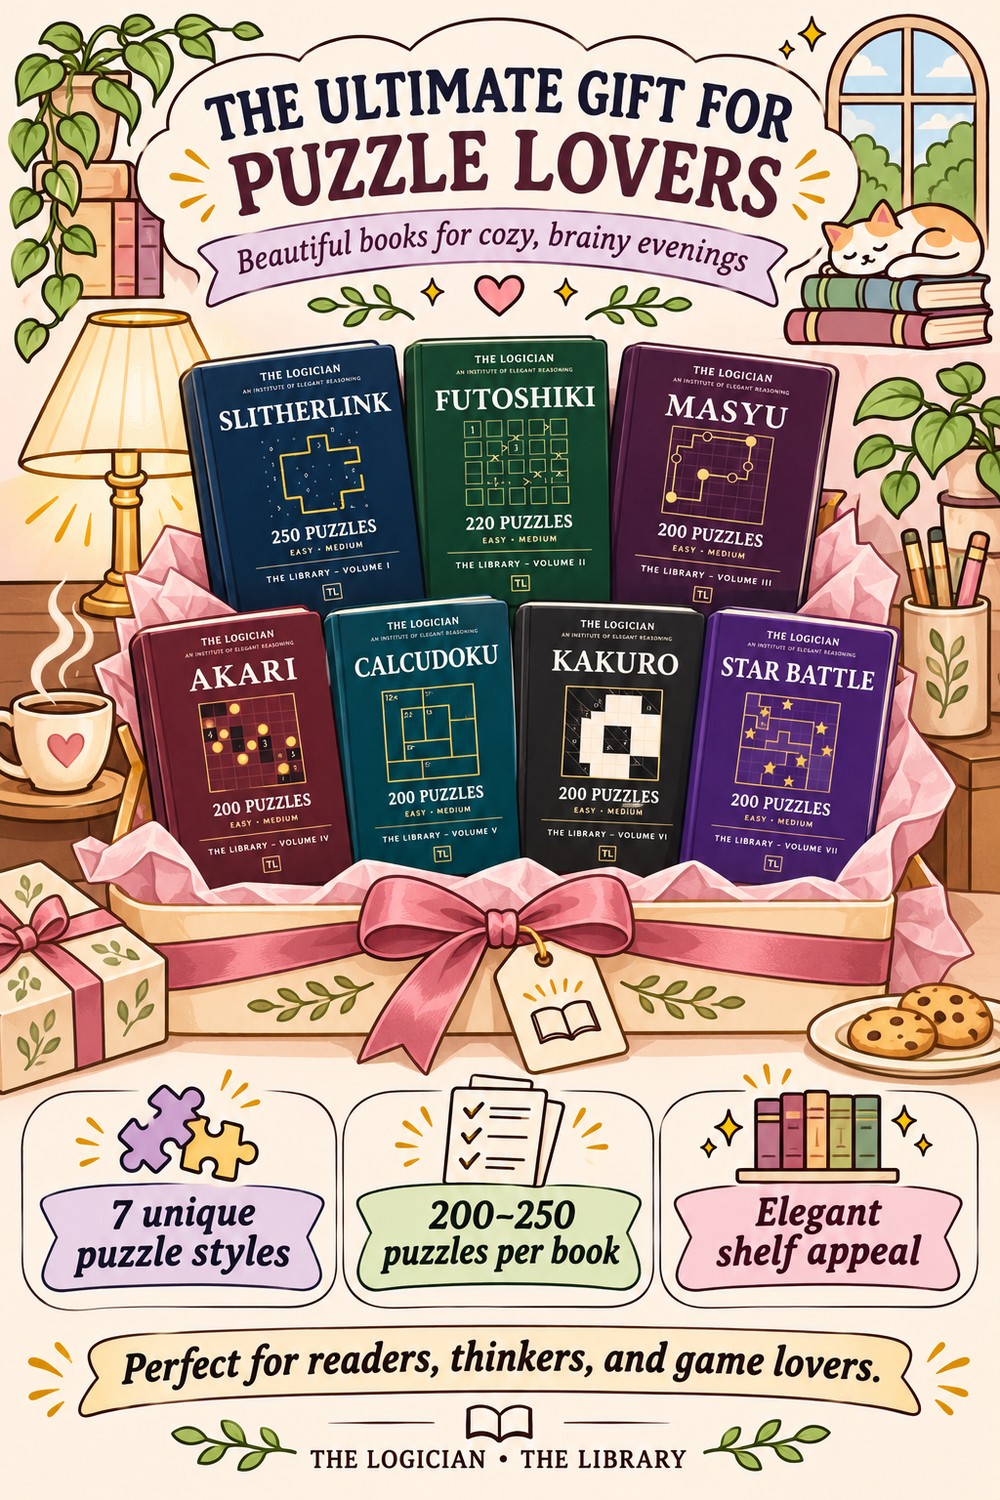 THE ULTIMATE GIFT FOR
PUZZLE LOVERS
Beautiful books for cozy, brainy evenings
THE LOGICIAN
AN INSTITUTE OF ELEGANT REASONING
SLITHERLINK
250 PUZZLES
EASY • MEDIUM
THE LIBRARY – VOLUME I
TL
THE LOGICIAN
AN INSTITUTE OF ELEGANT REASONING
FUTOSHIKI
1
3
220 PUZZLES
EASY • MEDIUM
THE LIBRARY – VOLUME II
TL
THE LOGICIAN
AN INSTITUTE OF ELEGANT REASONING
MASYU
200 PUZZLES
EASY • MEDIUM
THE LIBRARY – VOLUME III
TL
THE LOGICIAN
AN INSTITUTE OF ELEGANT REASONING
AKARI
200 PUZZLES
EASY • MEDIUM
THE LIBRARY – VOLUME IV
TL
THE LOGICIAN
AN INSTITUTE OF ELEGANT REASONING
CALCUDOKU
12×
200 PUZZLES
EASY • MEDIUM
THE LIBRARY – VOLUME V
TL
THE LOGICIAN
AN INSTITUTE OF ELEGANT REASONING
KAKURO
200 PUZZLES
EASY • MEDIUM
THE LIBRARY – VOLUME VI
TL
THE LOGICIAN
AN INSTITUTE OF ELEGANT REASONING
STAR BATTLE
200 PUZZLES
EASY • MEDIUM
THE LIBRARY – VOLUME VII
TL
7 unique
puzzle styles
200–250
puzzles per book
Elegant
shelf appeal
Perfect for readers, thinkers, and game lovers.
THE LOGICIAN • THE LIBRARY